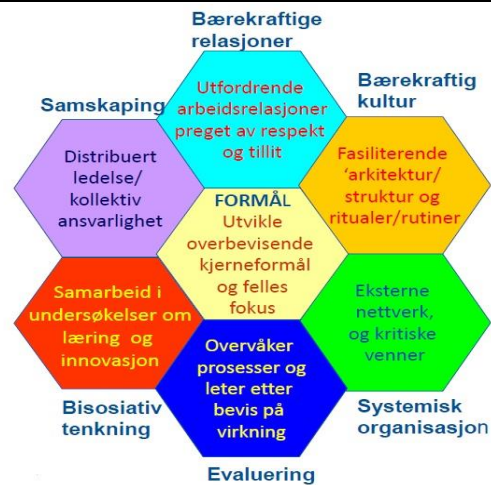 Bærekraftige
relasjoner
Utfordrende
arbeidsrelasjoner
preget av respekt
og tillit
Bærekraftig
kultur
Fasiliterende
‘arkitektur/
struktur og
ritualer/rutiner
Samskaping
Distribuert
ledelse/
kollektiv
ansvarlighet
FORMÅL
Utvikle
overbevisende
kjerneformål
og felles
fokus
Samarbeid i
undersøkelser om
læring og
innovasjon
Eksterne
nettverk,
og kritiske
venner
Overvåker
prosesser og
leter etter
bevis på
virkning
Bisosiativ
tenkning
Systemisk
organisasjon
Evaluering